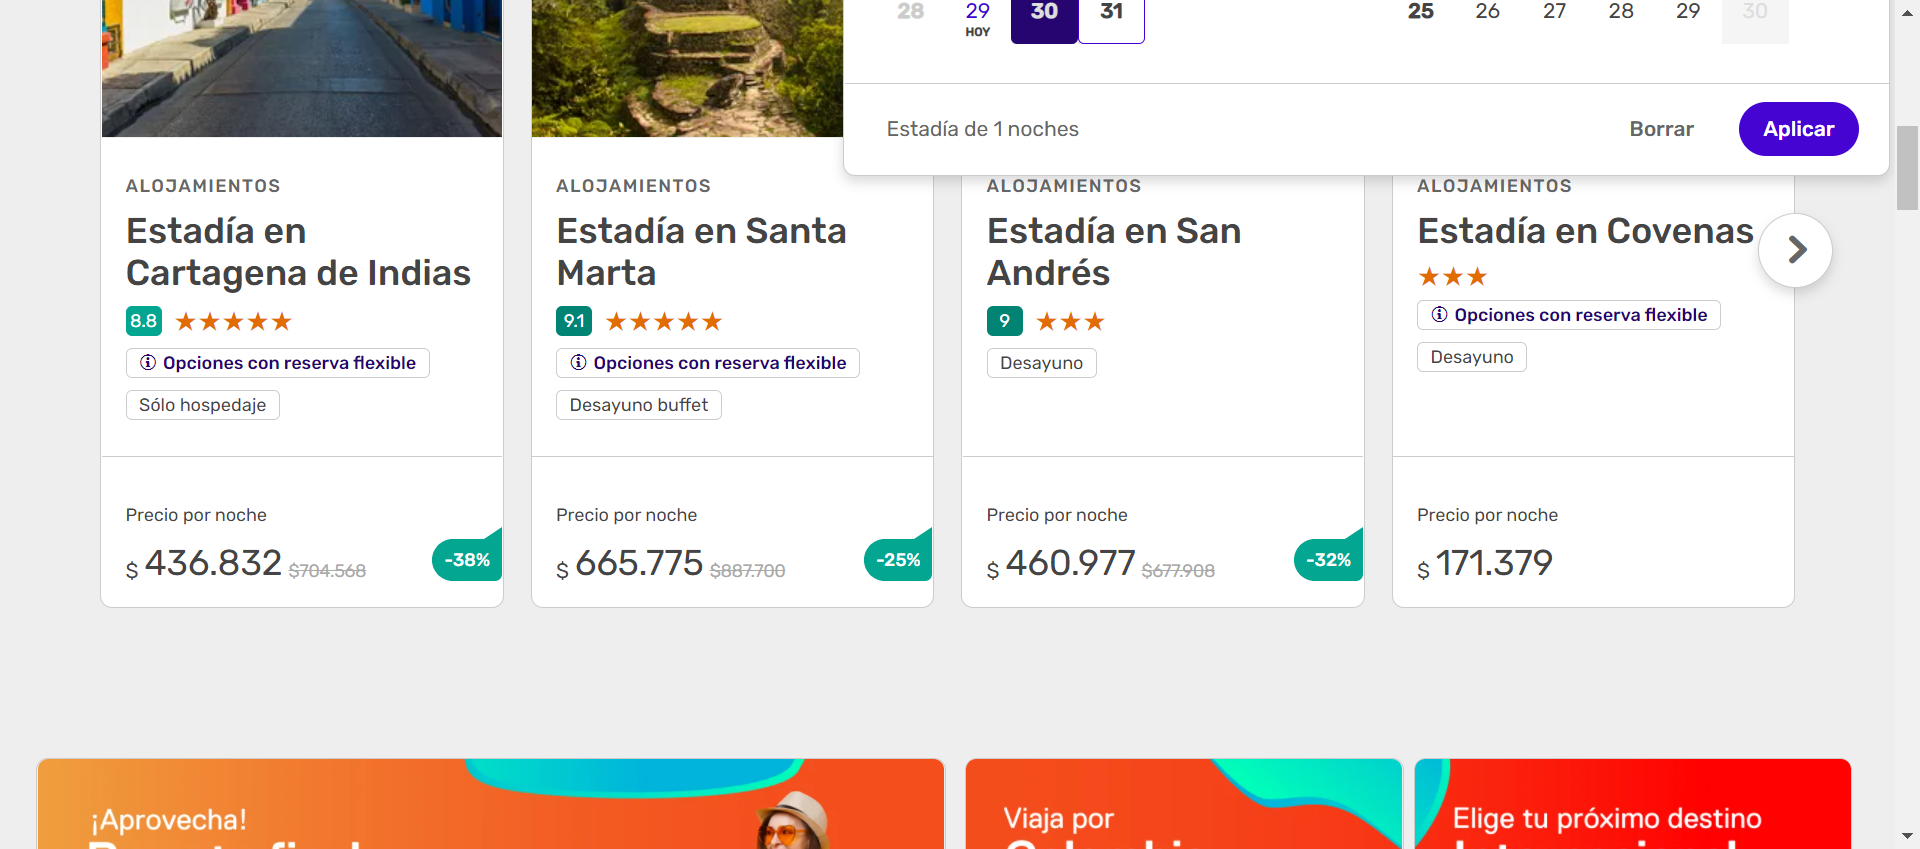 28 29 30 31 25 26 27 28 29 30
HOY
Estadía de 1 noches Borrar Aplicar
ALOJAMIENTOS
Estadía en
Cartagena de Indias
8.8
Opciones con reserva flexible
Sólo hospedaje
Precio por noche
$ 436.832 $704.568 -38%
ALOJAMIENTOS
Estadía en Santa
Marta
9.1
Opciones con reserva flexible
Desayuno buffet
Precio por noche
$ 665.775 $887.700 -25%
ALOJAMIENTOS
Estadía en San
Andrés
9
Desayuno
Precio por noche
$ 460.977 $677.908 -32%
ALOJAMIENTOS
Estadía en Covenas
Opciones con reserva flexible
Desayuno
Precio por noche
$ 171.379
¡Aprovecha!
Viaja por
Elige tu próximo destino